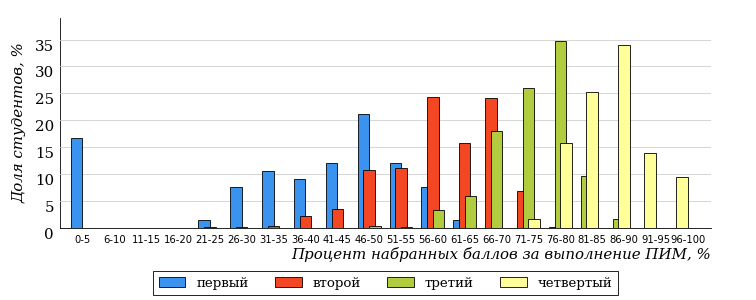 Доля студентов, %
35
30
25
20
15
10
5
0
0-5 6-10 11-15 16-20 21-25 26-30 31-35 36-40 41-45 46-50 51-55 56-60 61-65 66-70 71-75 76-80 81-85 86-90 91-95 96-100
Процент набранных баллов за выполнение ПИМ, %
первый второй третий четвертый